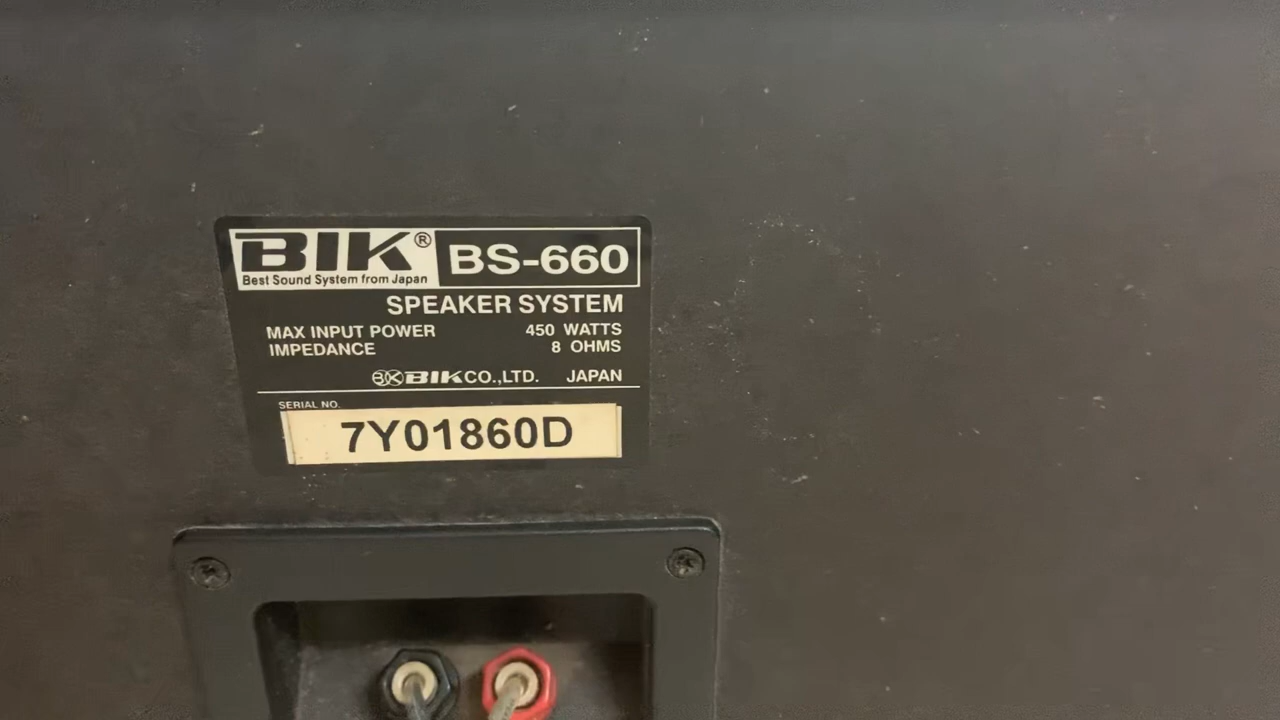 BIK® BS-660
Best Sound System from Japan
SPEAKER SYSTEM
MAX INPUT POWER 450 WATTS
IMPEDANCE 8 OHMS
BIK BIK CO.,LTD. JAPAN
SERIAL NO.
7Y01860D